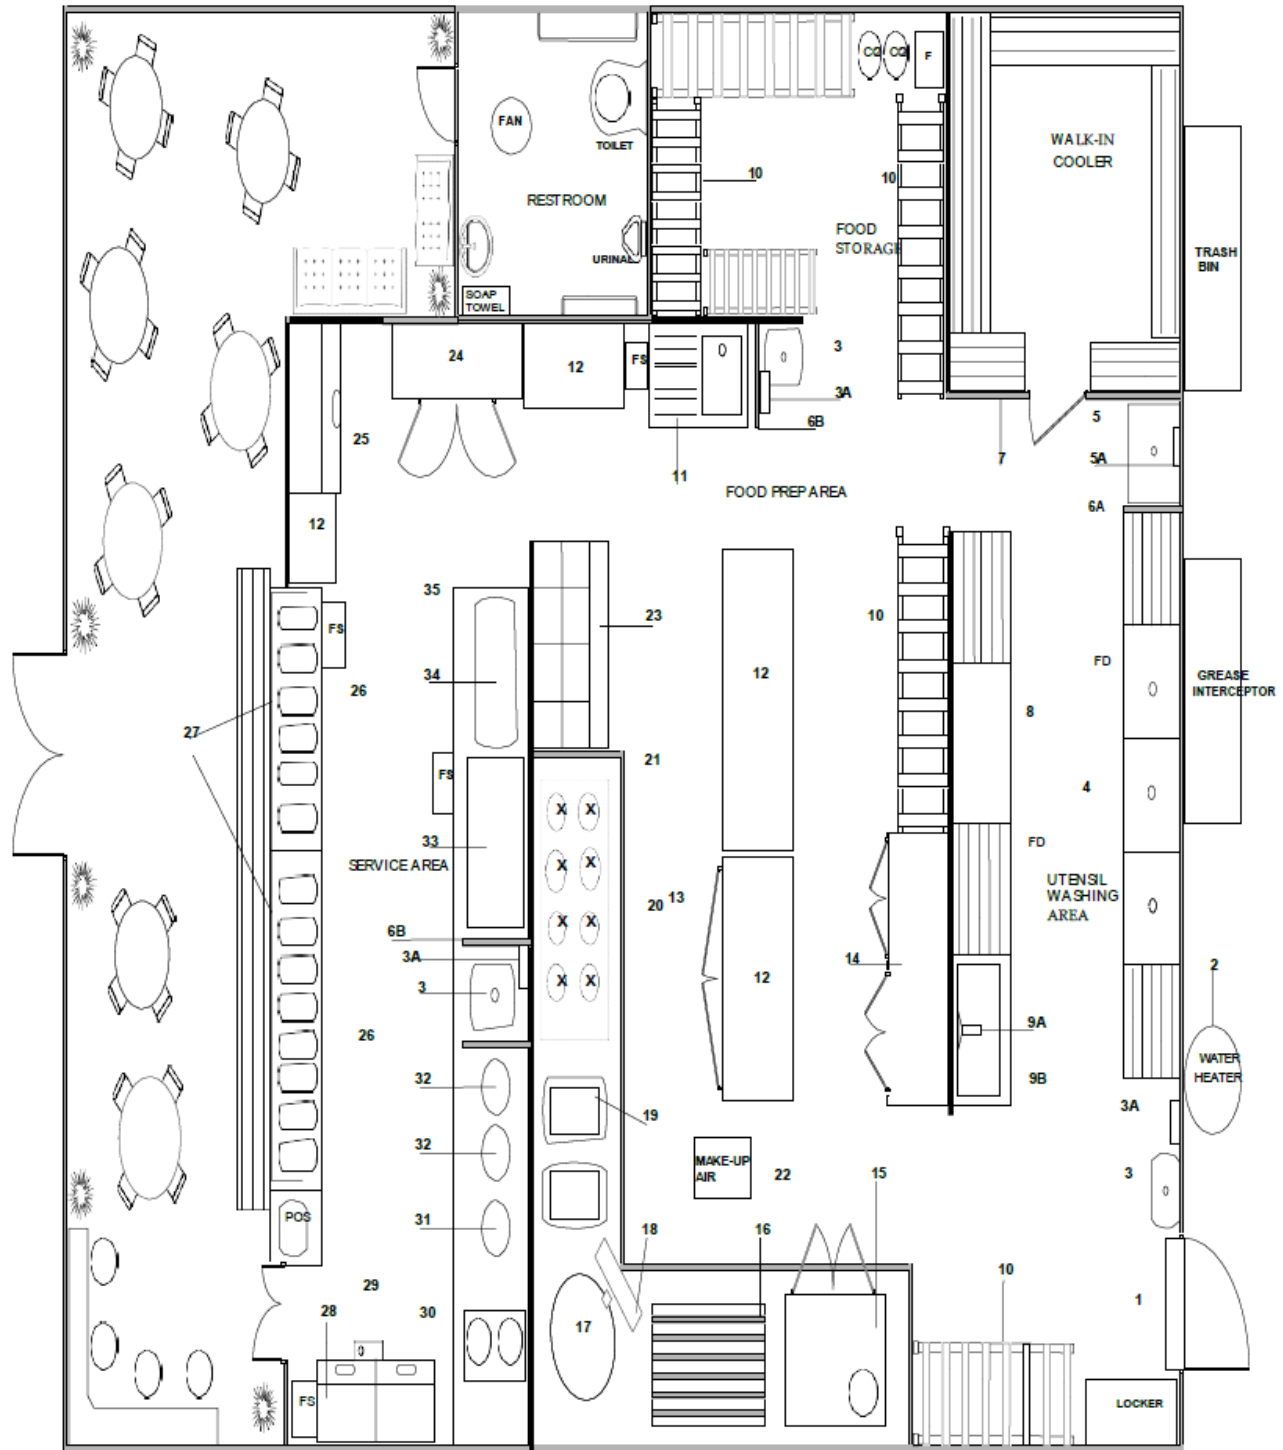 CO2
CO2
F
FAN
TOILET
WALK-IN
COOLER
10
10
RESTROOM
FOOD
STORAGE
URINAL
TRASH
BIN
SOAP
TOWEL
24
12
FS
3
3A
6B
5
25
7
5A
11
FOOD PREP AREA
6A
12
35
FS
23
10
FD
34
12
GREASE
INTERCEPTOR
26
8
27
21
FS
4
33
SERVICE AREA
X X
X X
X X
X X
FD
UTENSIL
WASHING
AREA
20
13
6B
3A
3
12
14
2
9A
26
32
9B
WATER
HEATER
3A
19
32
MAKE-UP
AIR
22
15
3
31
POS
18
16
10
29
28
30
17
1
FS
LOCKER